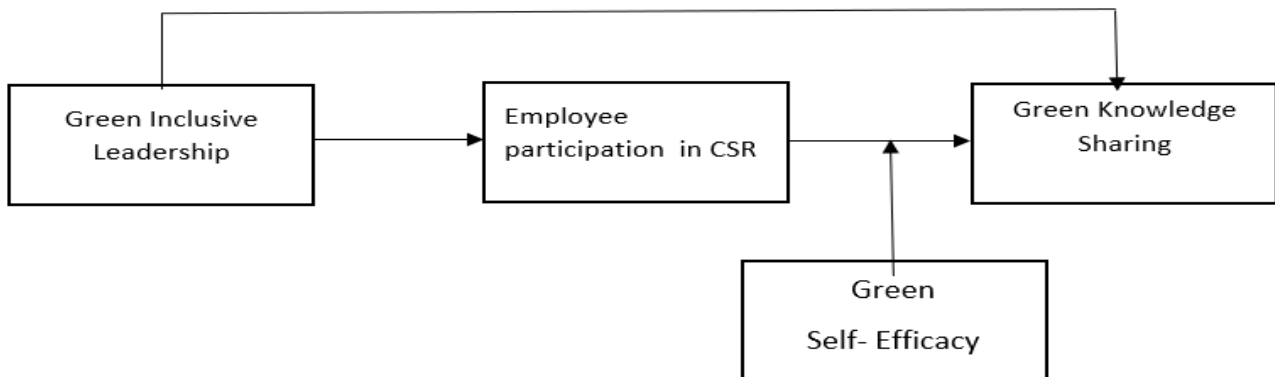 Green Inclusive
Leadership
Employee
participation in CSR
Green Knowledge
Sharing
Green
Self- Efficacy